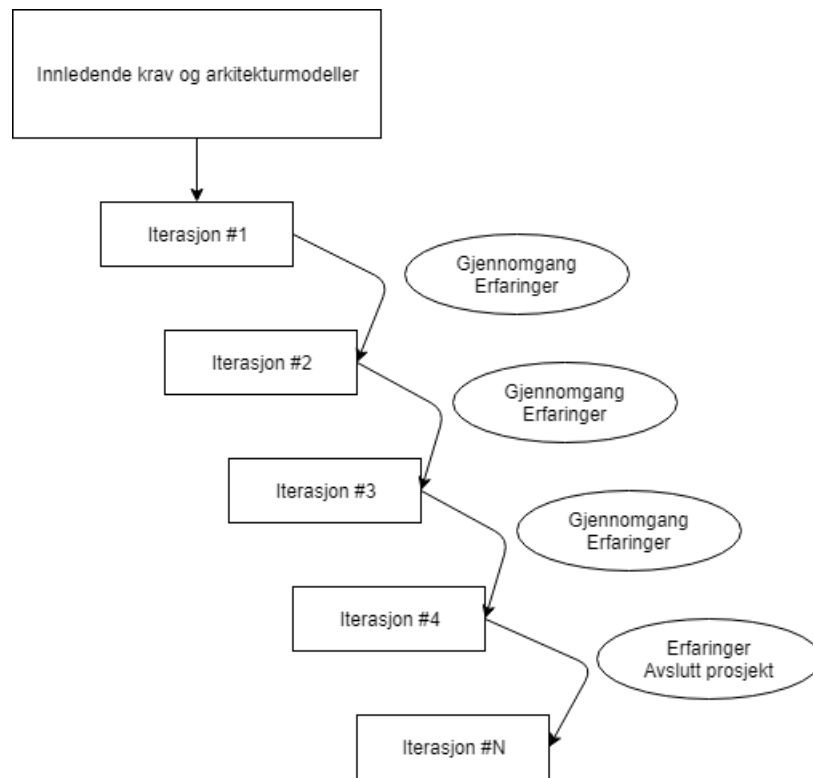 Innledende krav og arkitekturmodeller
Iterasjon #1
Gjennomgang
Erfaringer
Iterasjon #2
Gjennomgang
Erfaringer
Iterasjon #3
Gjennomgang
Erfaringer
Iterasjon #4
Erfaringer
Avslutt prosjekt
Iterasjon #N